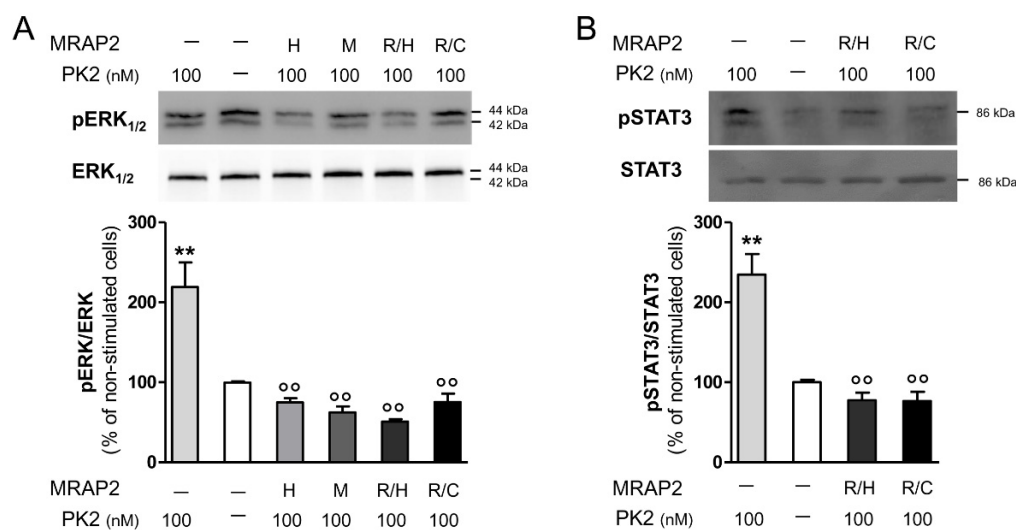 A
MRAP2 — — H M R/H R/C
PK2 (nM) 100 — 100 100 100 100
pERK1/2 44 kDa
42 kDa
ERK1/2 44 kDa
42 kDa
pERK/ERK
(% of non-stimulated cells)
300
200
100
0
**
°°
°°
°°
°°
MRAP2 — — H M R/H R/C
PK2 (nM) 100 — 100 100 100 100
B
MRAP2 — — R/H R/C
PK2 (nM) 100 — 100 100
pSTAT3 86 kDa
STAT3 86 kDa
pSTAT3/STAT3
(% of non-stimulated cells)
300
200
100
0
**
°°
°°
MRAP2 — — R/H R/C
PK2 (nM) 100 — 100 100